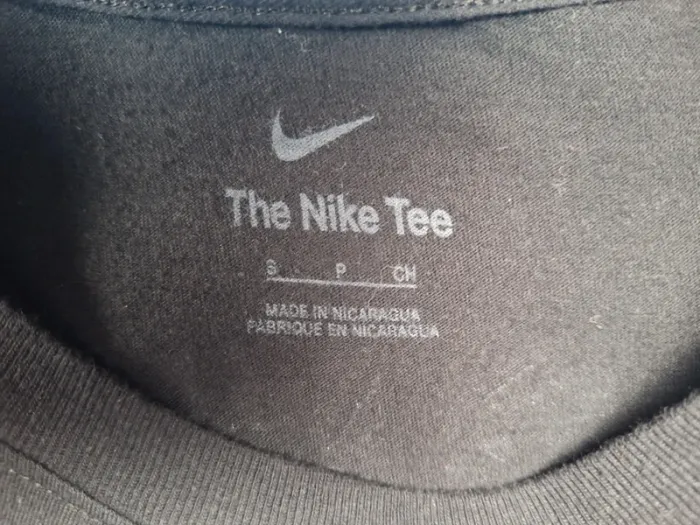 The Nike Tee
S P CH
MADE IN NICARAGUA
FABRIQUE EN NICARAGUA